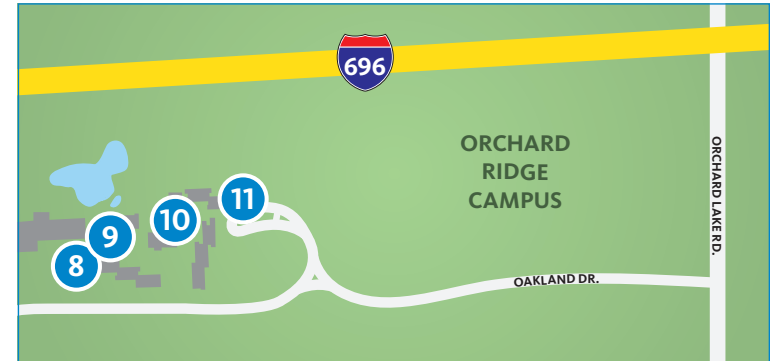 696
ORCHARD
RIDGE
CAMPUS
ORCHARD LAKE RD.
11
10
9
8
OAKLAND DR.